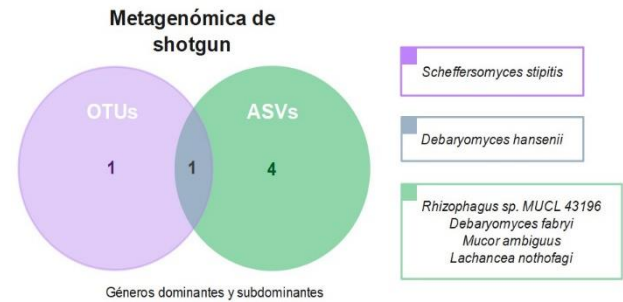 Metagenómica de
shotgun
OTUs
ASVs
1
1
4
Scheffersomyces stipitis
Debaryomyces hansenii
Rhizophagus sp. MUCL 43196
Debaryomyces fabryi
Mucor ambiguus
Lachancea nothofagi
Géneros dominantes y subdominantes